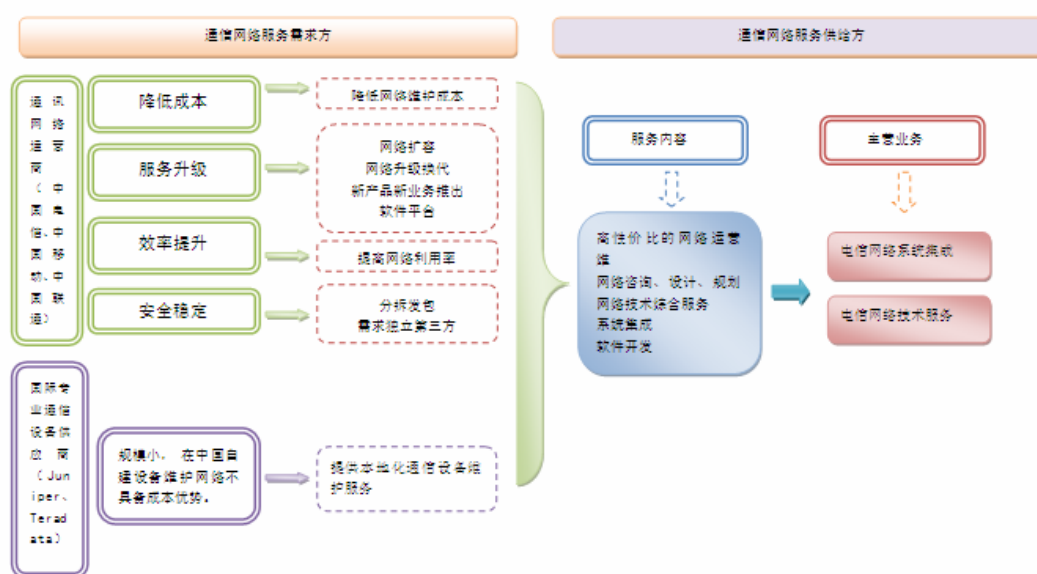 通信网络服务需求方
通信网络服务供给方
通讯
网络
运营
商
（中
国电
信、中
国移
动、中
国联
通）
降低成本
降低网络维护成本
服务升级
网络扩容
网络升级换代
新产品新业务推出
软件平台
效率提升
提高网络利用率
安全稳定
分拆发包
需求独立第三方
国际专
业通信
设备供
应商
（Jun
iper、
Terad
ata）
规模小，在中国自
建设备维护网络不
具备成本优势。
提供本地化通信设备维
护服务
服务内容
高性价比的网络运营
维
网络咨询、设计、规划
网络技术综合服务
系统集成
软件开发
主营业务
电信网络系统集成
电信网络技术服务